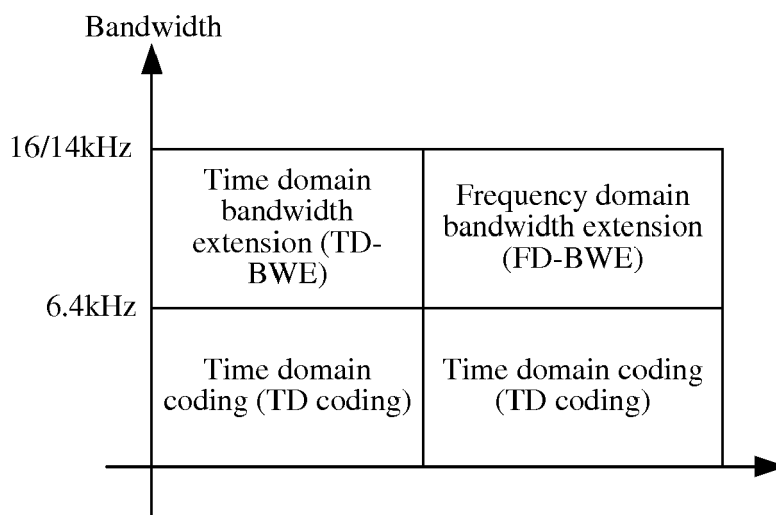 Bandwidth
16/14kHz
Time domain
bandwidth
extension (TD-
BWE)
Frequency domain
bandwidth extension
(FD-BWE)
6.4kHz
Time domain
coding (TD coding)
Time domain coding
(TD coding)